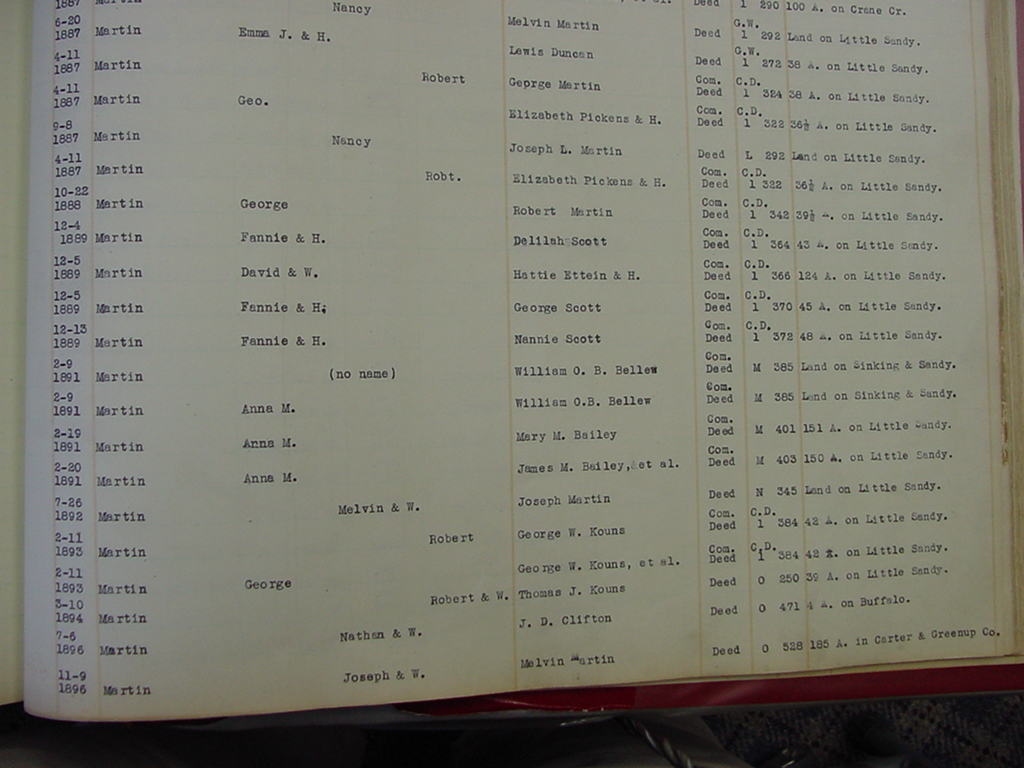 1887 Nancy Melvin Martin Deed G.W. 1 292 Land on Little Sandy.
Deed 1 290 100 A. on Crane Cr.
6-20
1887 Martin Emma J. & H. Lewis Duncan Deed G.W. 1 272 38 A. on Little Sandy.
4-11 Com. C.D.
1887 Martin Robert Geprge Martin Deed 1 324 38 A. on Little Sandy.
4-11 Com. C.D.
1887 Martin Geo. Elizabeth Pickens & H. Deed 1 322 36½ A. on Little Sandy.
9-8
1887 Martin Nancy Joseph L. Martin Deed L 292 Land on Little Sandy.
4-11 Com. C.D.
1887 Martin Robt. Elizabeth Pickens & H. Deed 1 322 36½ A. on Little Sandy.
10-22 Com. C.D.
1888 Martin George Robert Martin Deed 1 342 39½ A. on Little Sandy.
12-4 Com. C.D.
1889 Martin Fannie & H. Delilah Scott Deed 1 364 43 A. on Little Sandy.
12-5 Com. C.D.
1889 Martin David & W. Hattie Ettein & H. Deed 1 366 124 A. on Little Sandy.
12-5 Com. C.D.
1889 Martin Fannie & H. George Scott Deed 1 370 45 A. on Little Sandy.
12-13 Com. C.D.
1889 Martin Fannie & H. Nannie Scott Deed 1 372 48 A. on Little Sandy.
2-9 Com.
1891 Martin (no name) William O. B. Bellew Deed M 385 Land on Sinking & Sandy.
2-9 Com.
1891 Martin Anna M. William O.B. Bellew Deed M 385 Land on Sinking & Sandy.
2-19 Com.
1891 Martin Anna M. Mary M. Bailey Deed M 401 151 A. on Little Sandy.
2-20 Com.
1891 Martin Anna M. James M. Bailey, et al. Deed M 403 150 A. on Little Sandy.
7-26
1892 Martin Melvin & W. Joseph Martin Deed N 345 Land on Little Sandy.
2-11 Com. C.D.
1893 Martin Robert George W. Kouns Deed 1 384 42 A. on Little Sandy.
2-11 Com. C.D.
1893 Martin George George W. Kouns, et al. Deed 1 384 42 A. on Little Sandy.
3-10
1894 Martin Robert & W. Thomas J. Kouns Deed O 250 39 A. on Little Sandy.
7-6
1896 Martin Nathan & W. J. D. Clifton Deed O 471 4 A. on Buffalo.
11-9
1896 Martin Joseph & W. Melvin Martin Deed O 528 185 A. in Carter & Greenup Co.